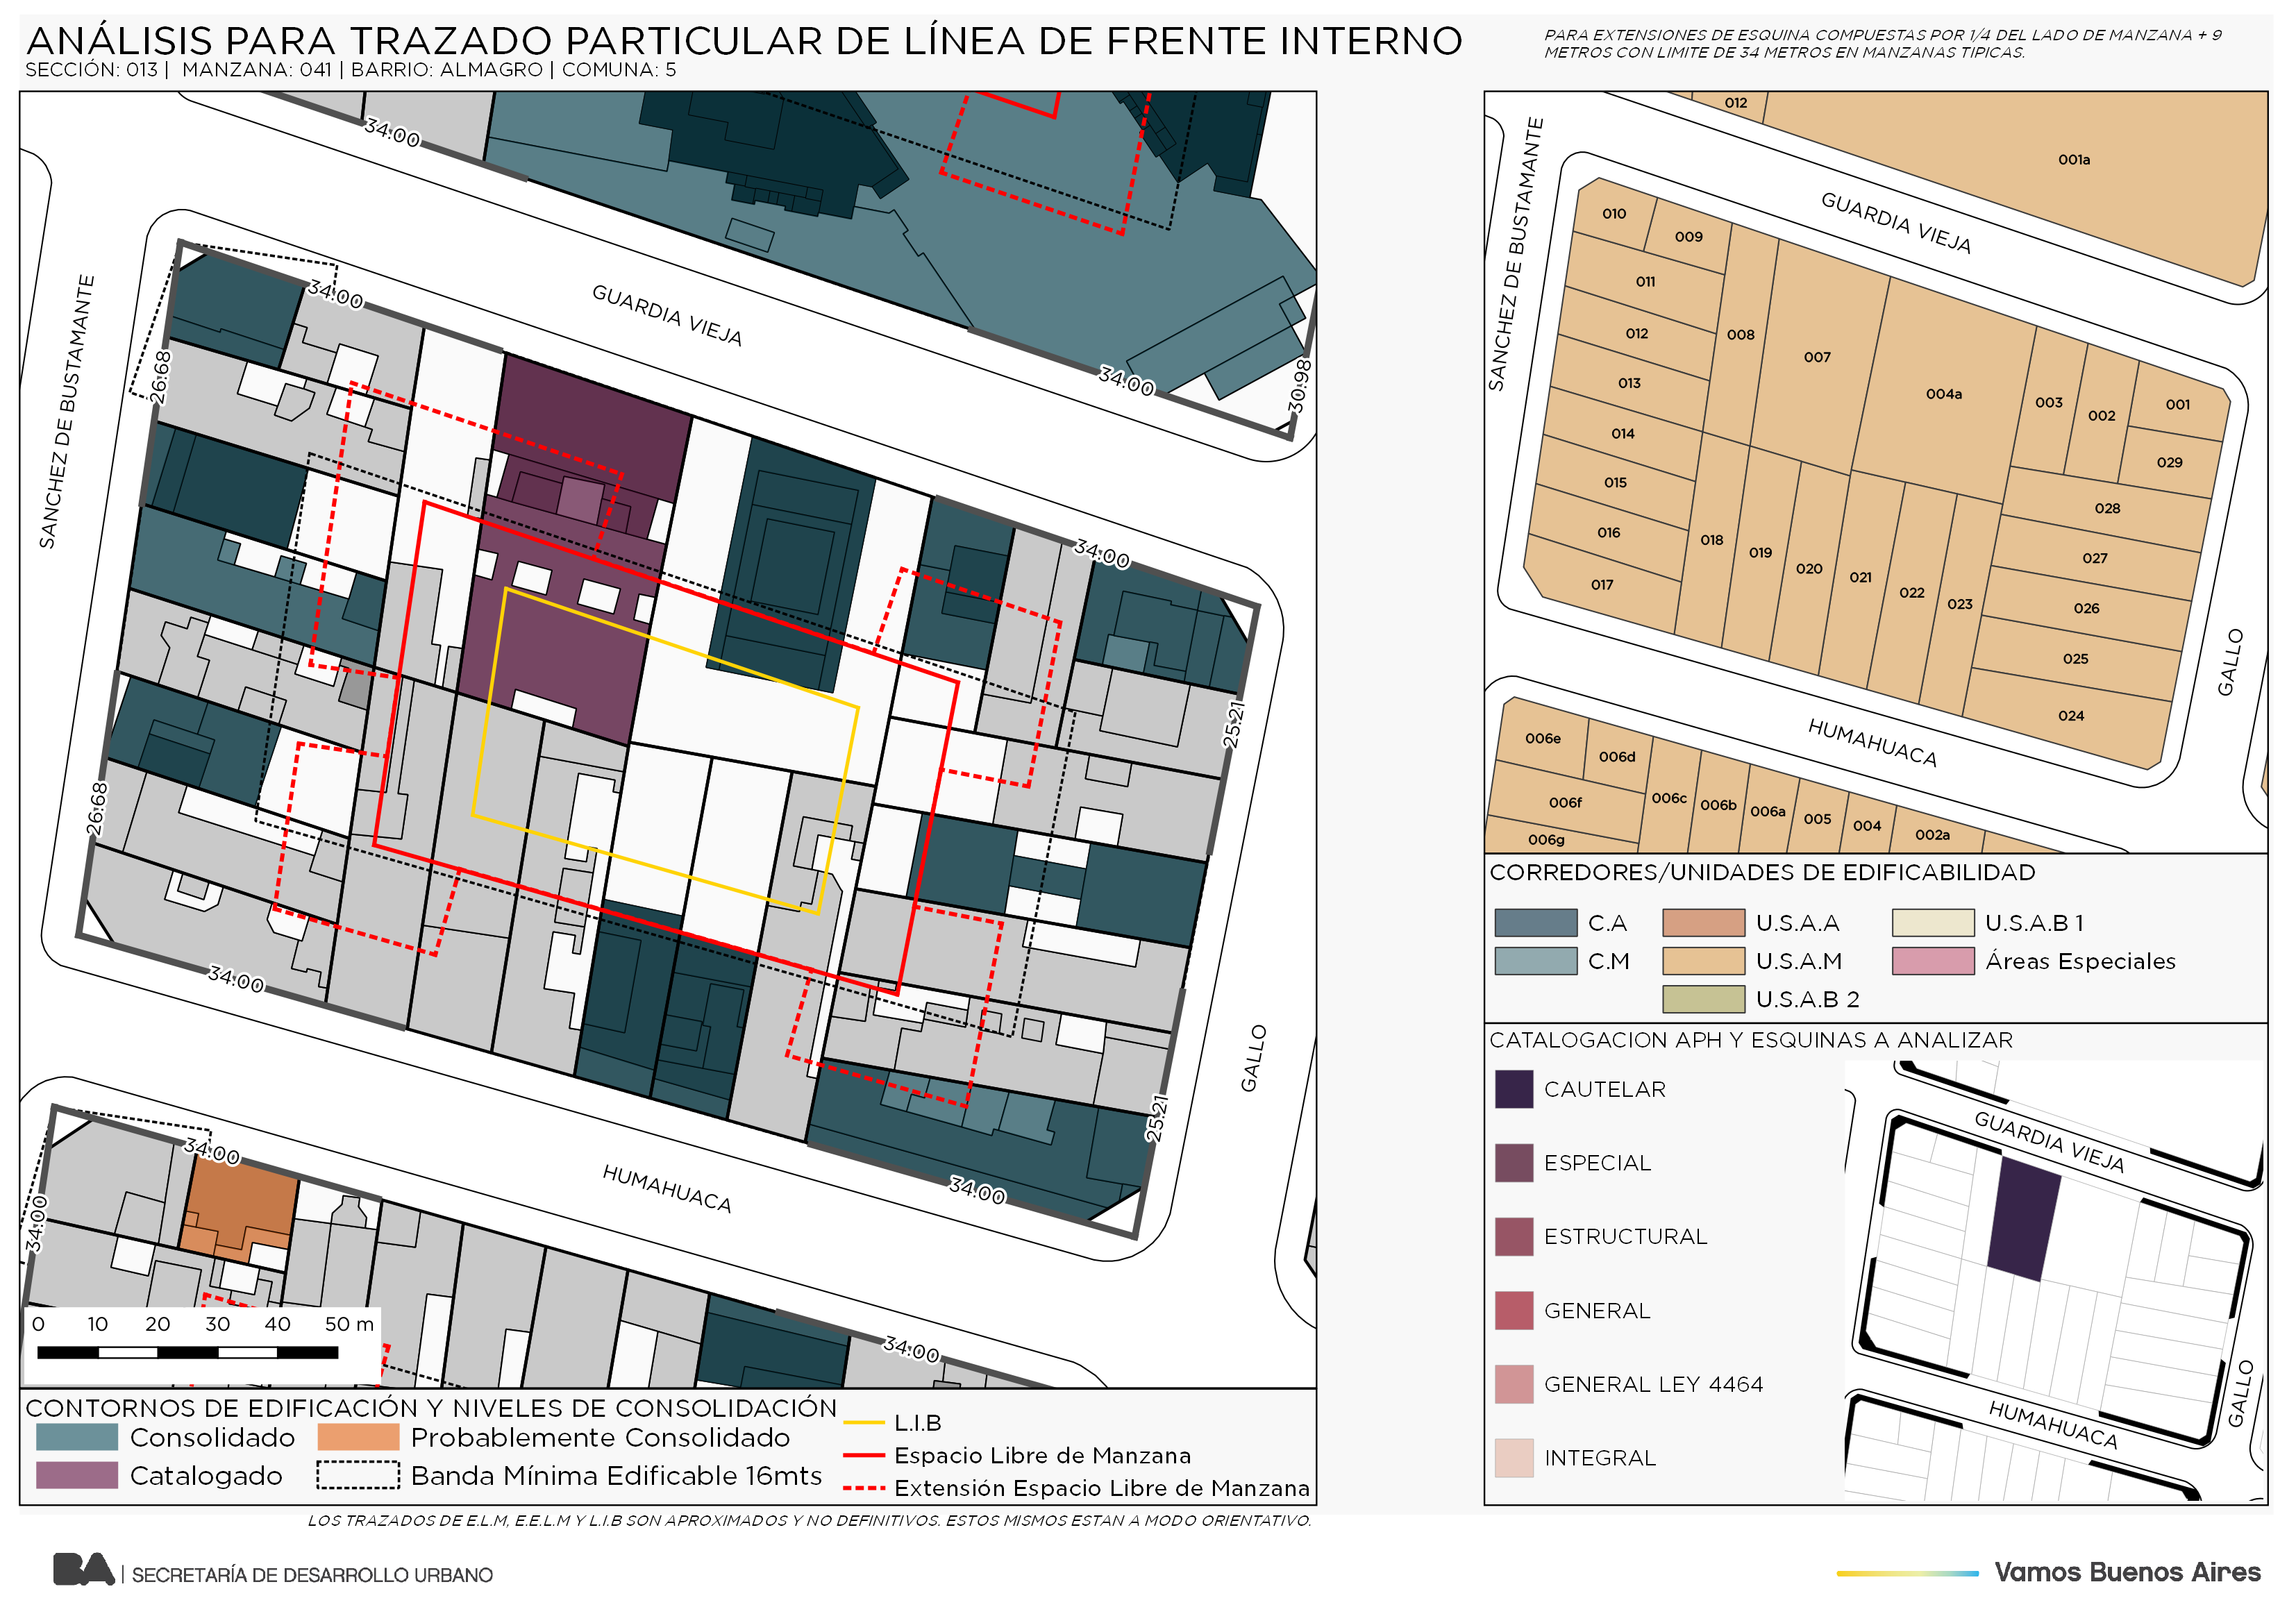 ANÁLISIS PARA TRAZADO PARTICULAR DE LÍNEA DE FRENTE INTERNO
SECCIÓN: 013 | MANZANA: 041 | BARRIO: ALMAGRO | COMUNA: 5
PARA EXTENSIONES DE ESQUINA COMPUESTAS POR 1/4 DEL LADO DE MANZANA + 9
METROS CON LIMITE DE 34 METROS EN MANZANAS TIPICAS.
34:00
34:00
30:98
GUARDIA VIEJA
SANCHEZ DE BUSTAMANTE
34:00
26:68
34:00
25:21
26:68
34:00
25:21
34:00
GALLO
HUMAHUACA
34:00
34:00
34:00
0 10 20 30 40 50 m
CONTORNOS DE EDIFICACIÓN Y NIVELES DE CONSOLIDACIÓN
Consolidado
Probablemente Consolidado
Catalogado
Banda Mínima Edificable 16mts
L.I.B
Espacio Libre de Manzana
Extensión Espacio Libre de Manzana
LOS TRAZADOS DE E.L.M, E.E.L.M Y L.I.B SON APROXIMADOS Y NO DEFINITIVOS. ESTOS MISMOS ESTAN A MODO ORIENTATIVO.
012
001a
SANCHEZ DE BUSTAMANTE
GUARDIA VIEJA
010
009
011
012
008
013
007
004a
003
002
001
014
029
015
028
016
018
019
027
020
021
017
022
023
026
025
024
GALLO
HUMAHUACA
006e
006d
006f
006c
006b
006a
005
004
002a
006g
CORREDORES/UNIDADES DE EDIFICABILIDAD
C.A
U.S.A.A
U.S.A.B 1
C.M
U.S.A.M
Áreas Especiales
U.S.A.B 2
CATALOGACION APH Y ESQUINAS A ANALIZAR
CAUTELAR
ESPECIAL
ESTRUCTURAL
GENERAL
GENERAL LEY 4464
INTEGRAL
GUARDIA VIEJA
HUMAHUACA
GALLO
BA | SECRETARÍA DE DESARROLLO URBANO
Vamos Buenos Aires